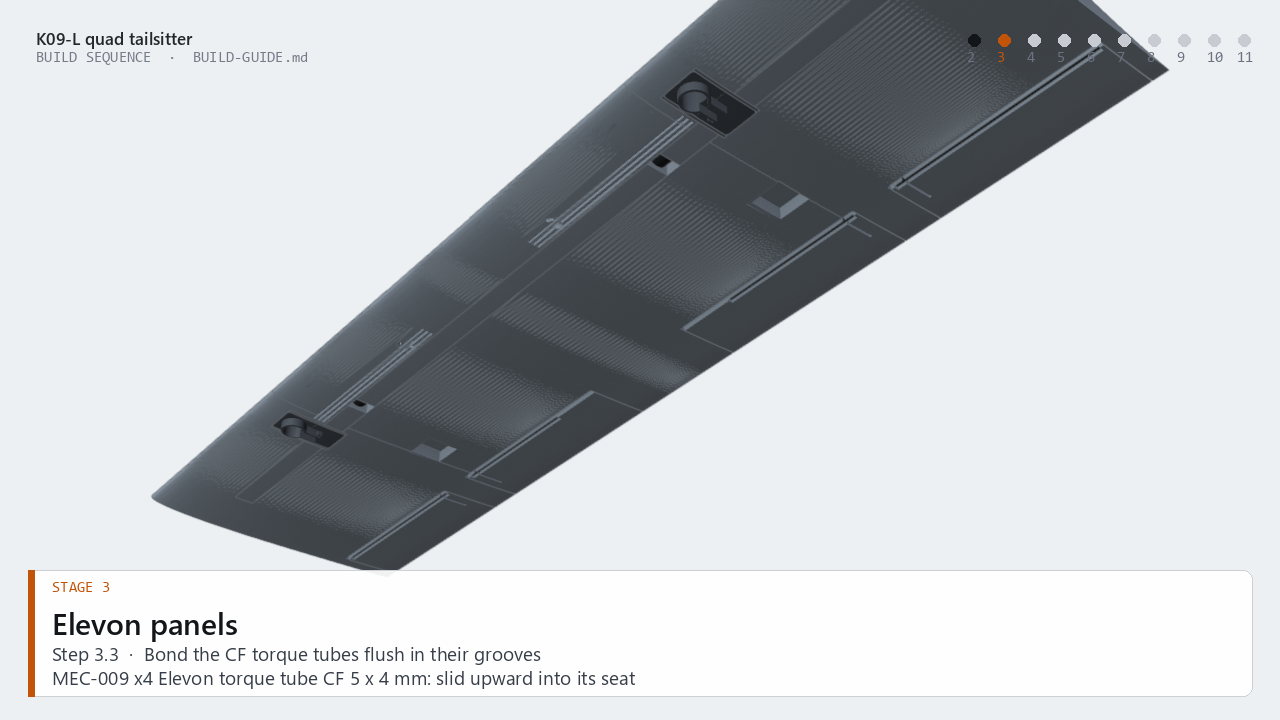 K09-L quad tailsitter
BUILD SEQUENCE · BUILD-GUIDE.md
2 3 4 5 6 7 8 9 10 11
STAGE 3
Elevon panels
Step 3.3 · Bond the CF torque tubes flush in their grooves
MEC-009 x4 Elevon torque tube CF 5 x 4 mm: slid upward into its seat